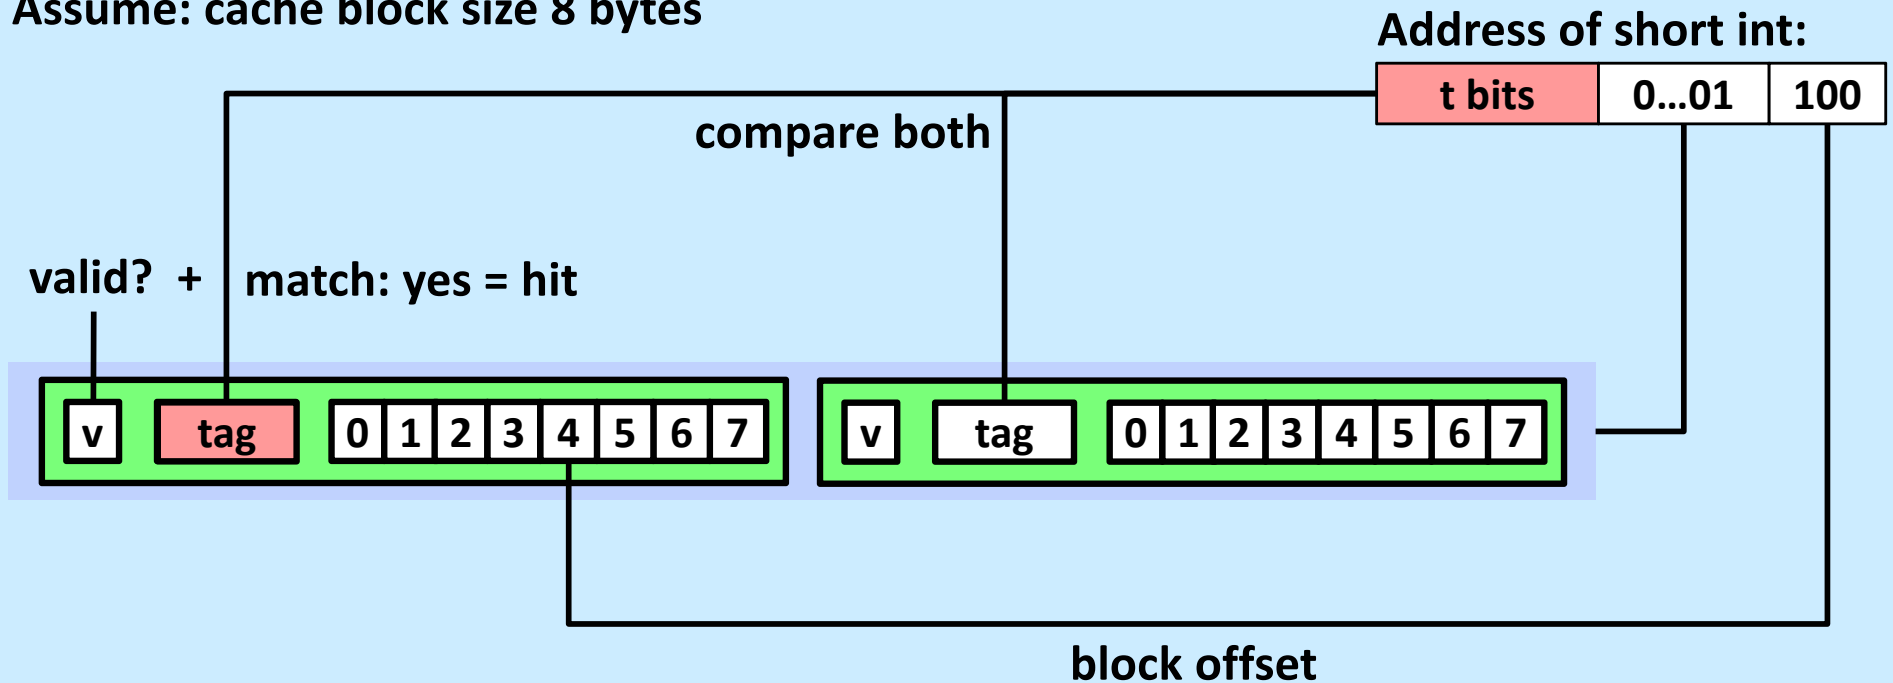 Assume: cache block size 8 bytes
Address of short int:
t bits 0...01 100
compare both
valid? + match: yes = hit
v tag 0 1 2 3 4 5 6 7 v tag 0 1 2 3 4 5 6 7
block offset